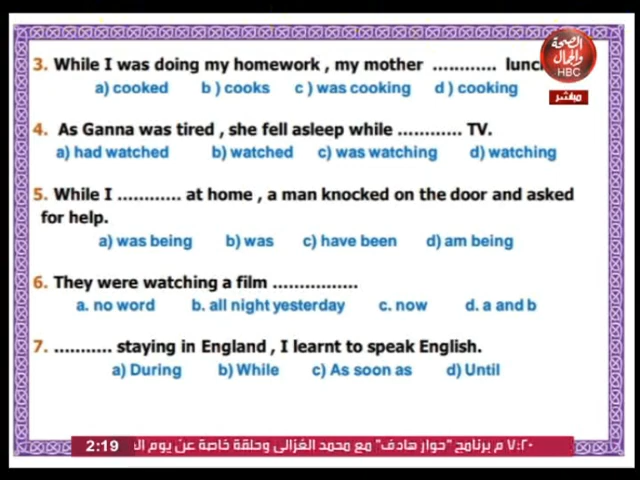 الصحة
والجمال
HBC
مباشر
3. While I was doing my homework , my mother ............ lunc
a) cooked b ) cooks c ) was cooking d ) cooking
4. As Ganna was tired , she fell asleep while ............ TV.
a) had watched b) watched c) was watching d) watching
5. While I ............ at home , a man knocked on the door and asked
for help.
a) was being b) was c) have been d) am being
6. They were watching a film ................
a. no word b. all night yesterday c. now d. a and b
7. ........... staying in England , I learnt to speak English.
a) During b) While c) As soon as d) Until
2:19 ٧:٢٠ م برنامج "حوار هادف" مع محمد الغزالى وحلقة خاصة عن يوم